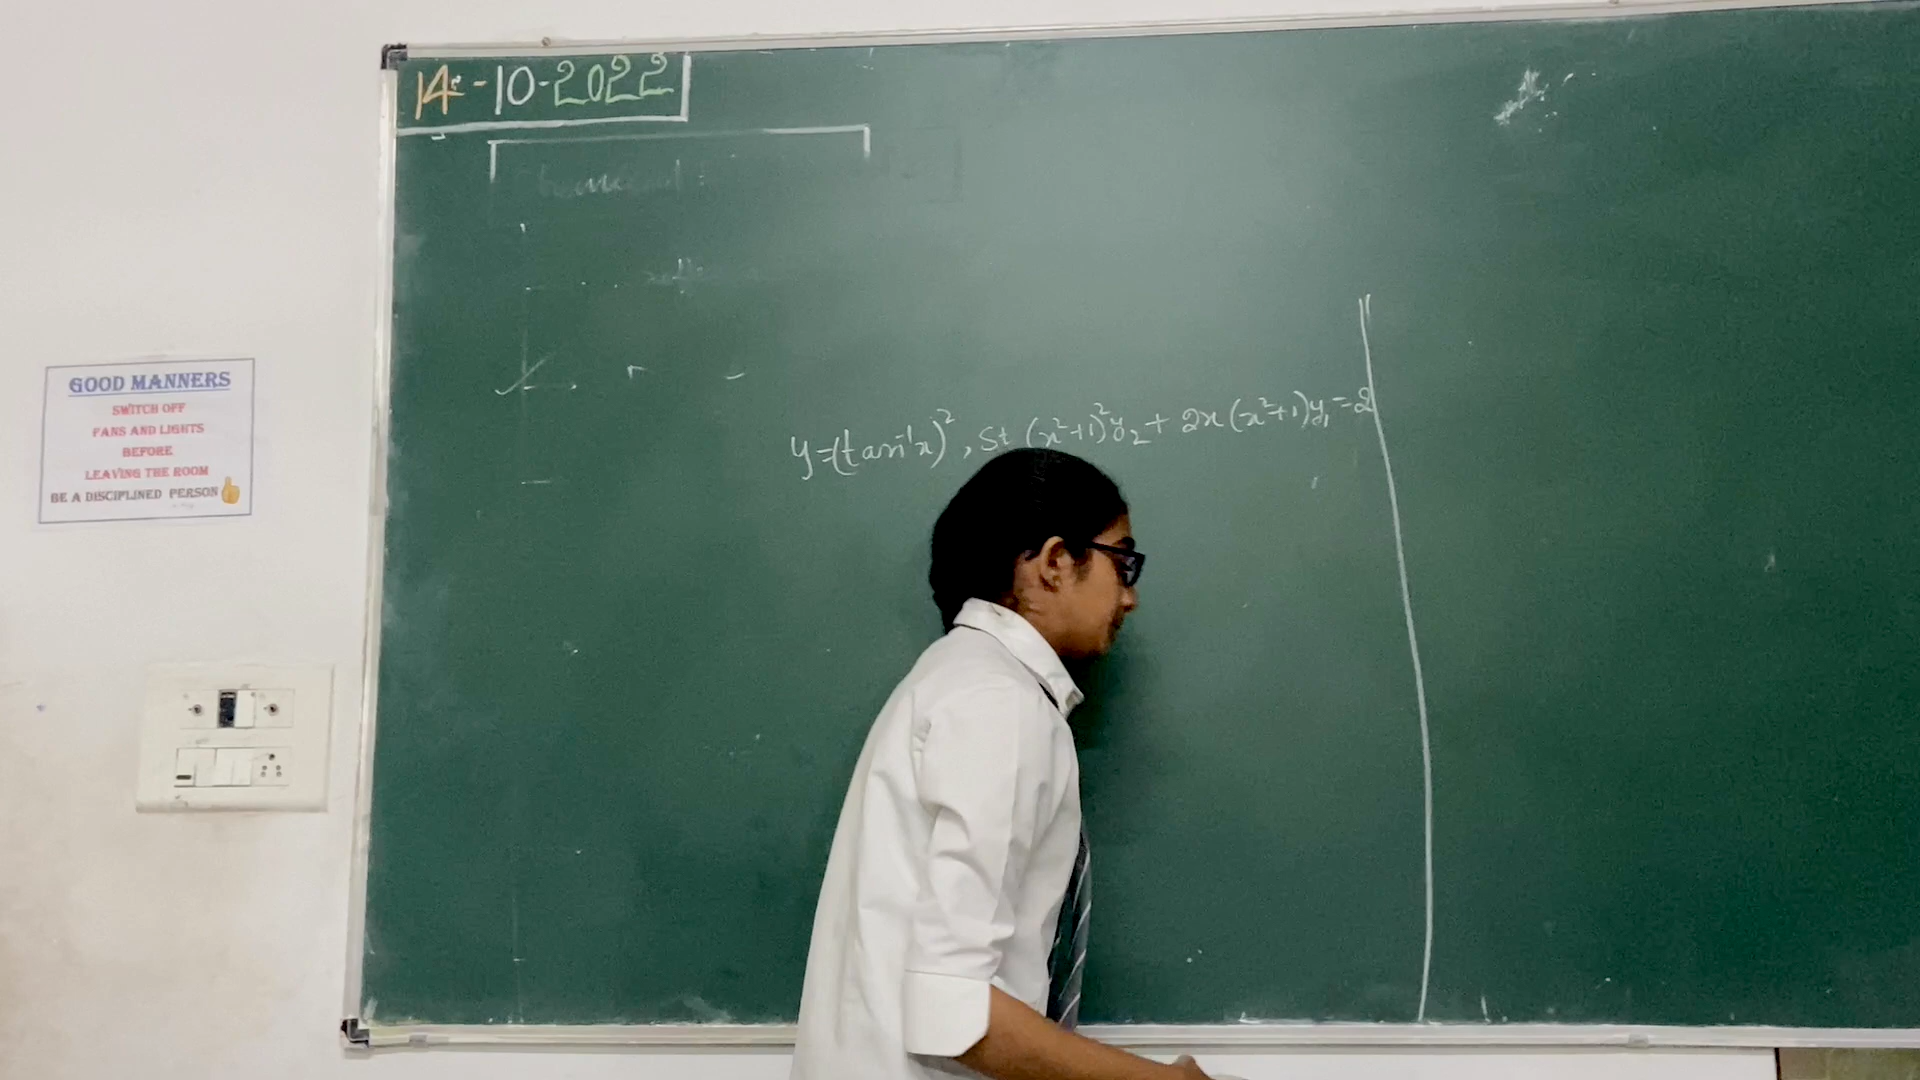 14-10-2022
y=(tan⁻¹x)², St (x²+1)²y₂ + 2x(x²+1)y₁=2
GOOD MANNERS
SWITCH OFF
FANS AND LIGHTS
BEFORE
LEAVING THE ROOM
BE A DISCIPLINED PERSON